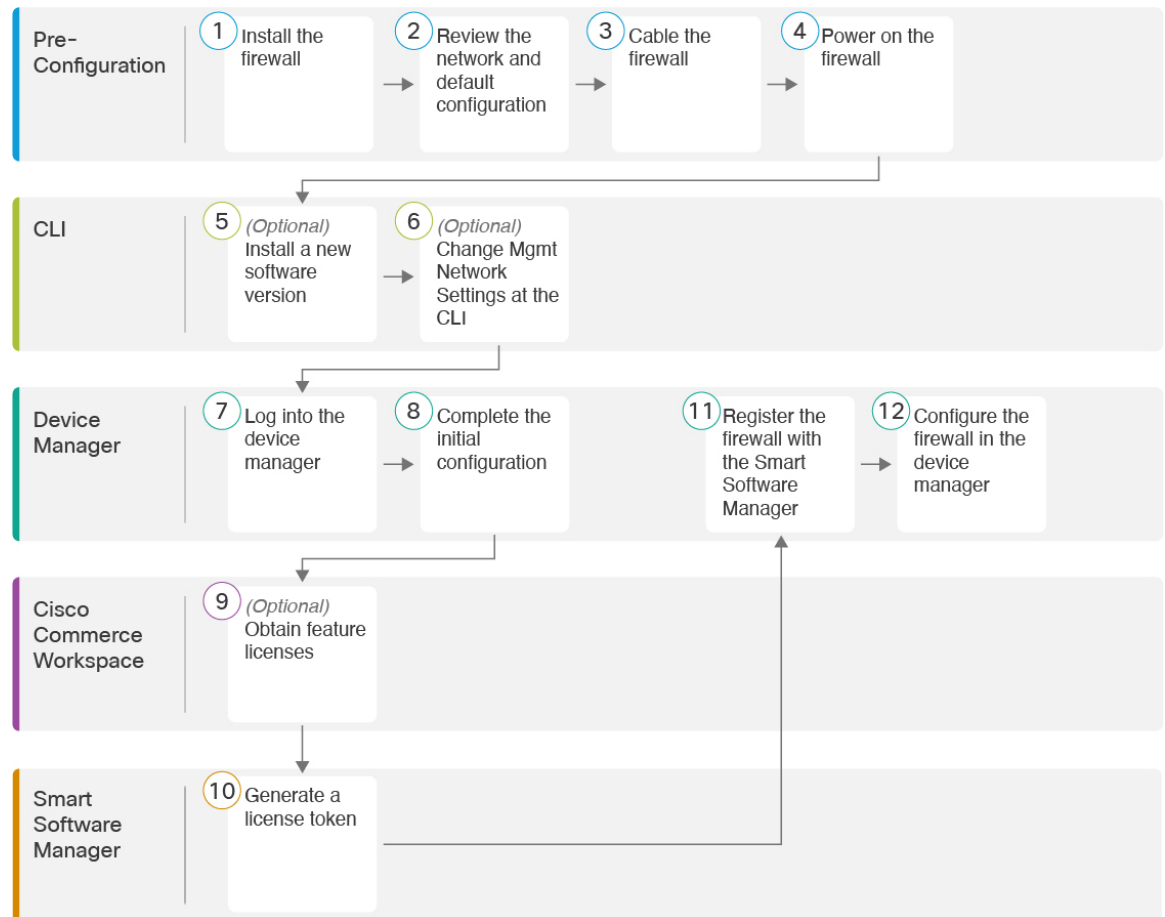 Pre-
Configuration
1
Install the
firewall
2
Review the
network and
default
configuration
3
Cable the
firewall
4
Power on the
firewall
CLI
5
(Optional)
Install a new
software
version
6
(Optional)
Change Mgmt
Network
Settings at the
CLI
Device
Manager
7
Log into the
device
manager
8
Complete the
initial
configuration
11
Register the
firewall with
the Smart
Software
Manager
12
Configure the
firewall in the
device
manager
Cisco
Commerce
Workspace
9
(Optional)
Obtain feature
licenses
Smart
Software
Manager
10
Generate a
license token